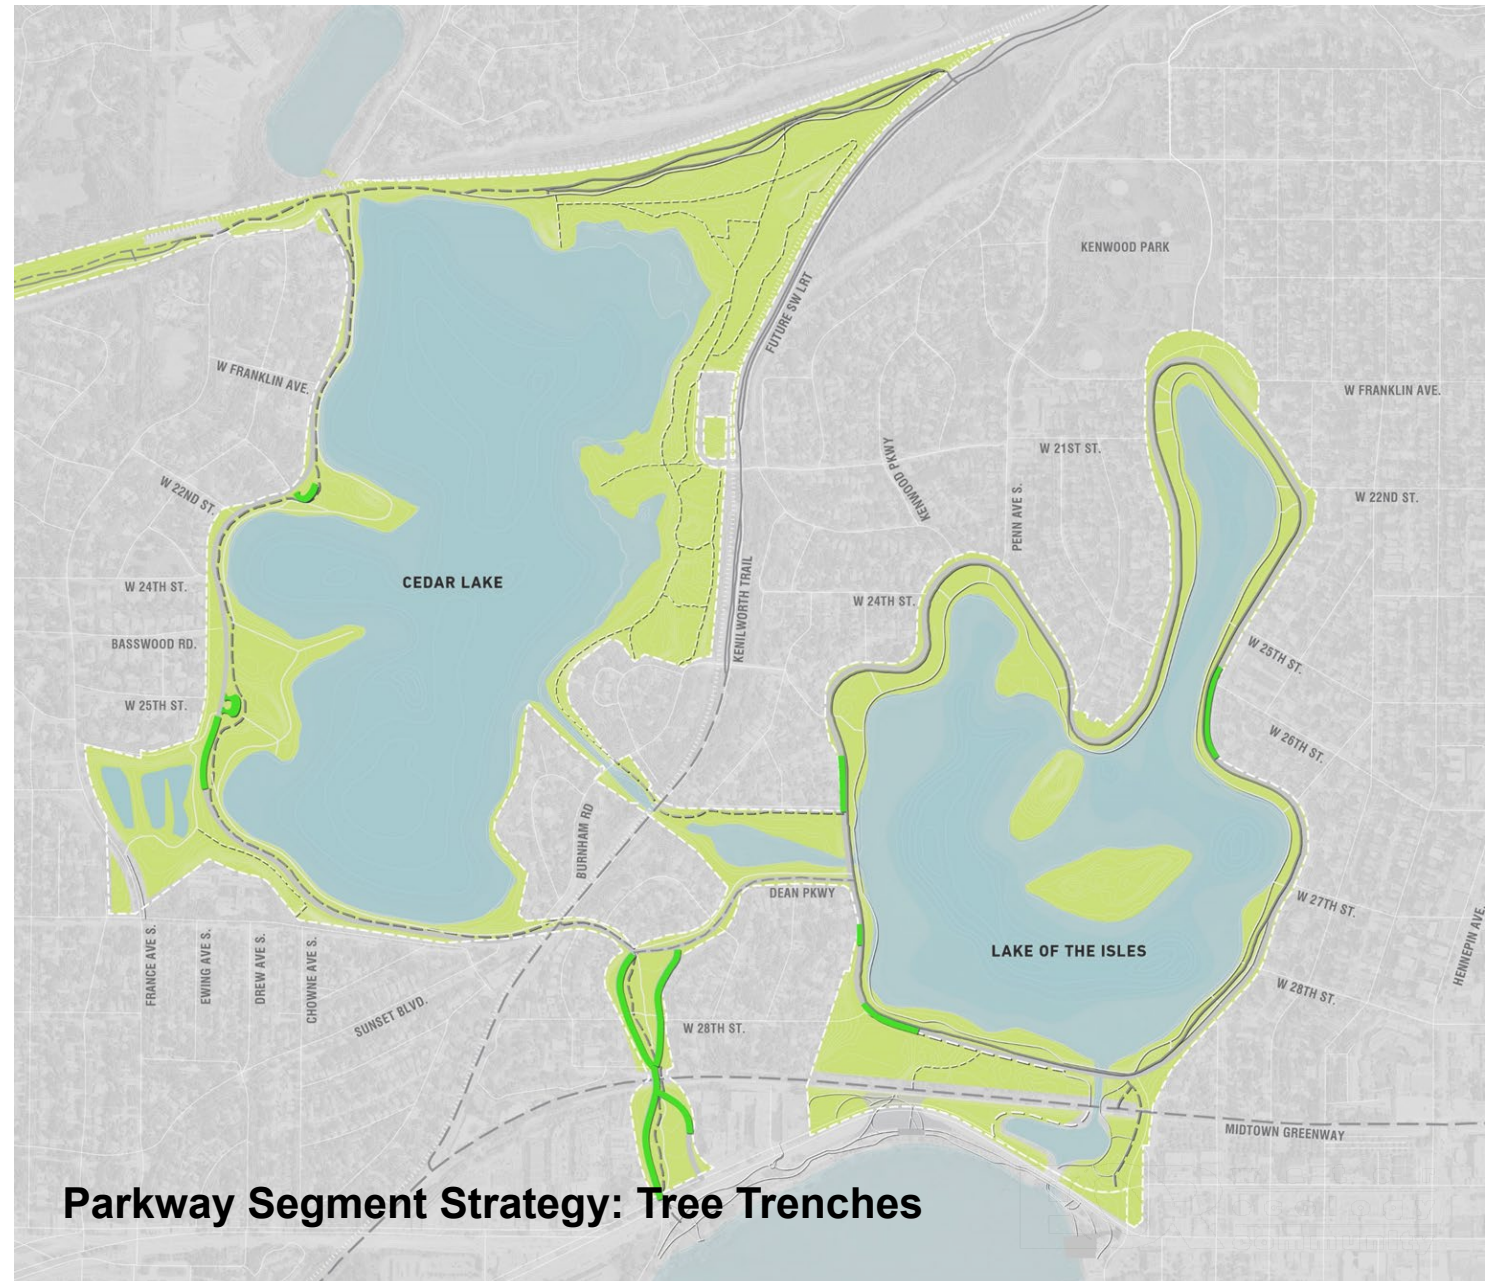 KENWOOD PARK
FUTURE SW LRT
W FRANKLIN AVE.
W FRANKLIN AVE.
W 21ST ST.
KENWOOD PKWY
PENN AVE S.
W 22ND ST.
W 22ND ST.
CEDAR LAKE
W 24TH ST.
W 24TH ST.
KENILWORTH TRAIL
BASSWOOD RD.
W 25TH ST.
W 25TH ST.
W 26TH ST.
BURNHAM RD
DEAN PKWY
W 27TH ST.
HENNEPIN AVE.
LAKE OF THE ISLES
FRANCE AVE S.
EWING AVE S.
DREW AVE S.
CHOWNE AVE S.
SUNSET BLVD.
W 28TH ST.
W 28TH ST.
MIDTOWN GREENWAY
Parkway Segment Strategy: Tree Trenches